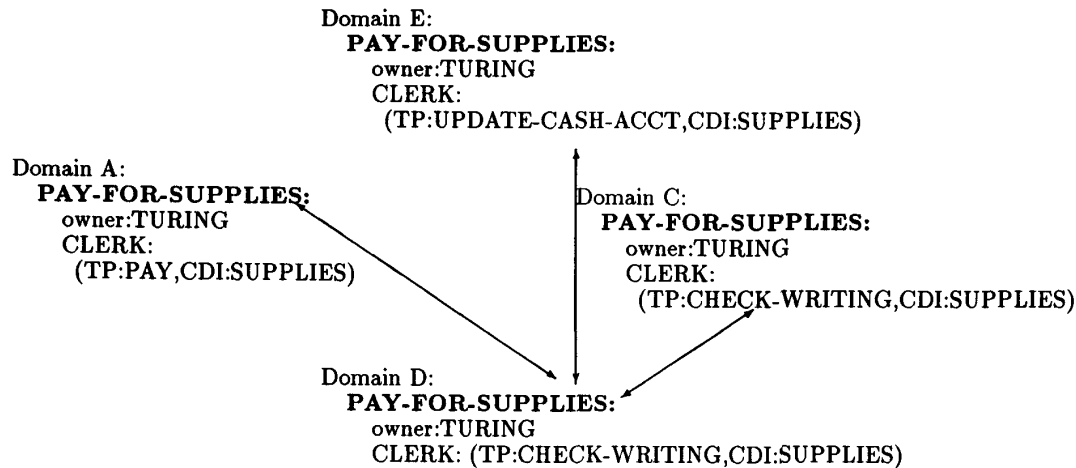 Domain E:
PAY-FOR-SUPPLIES:
owner:TURING
CLERK:
(TP:UPDATE-CASH-ACCT,CDI:SUPPLIES)
Domain A:
PAY-FOR-SUPPLIES:
owner:TURING
CLERK:
(TP:PAY,CDI:SUPPLIES)
Domain C:
PAY-FOR-SUPPLIES:
owner:TURING
CLERK:
(TP:CHECK-WRITING,CDI:SUPPLIES)
Domain D:
PAY-FOR-SUPPLIES:
owner:TURING
CLERK: (TP:CHECK-WRITING,CDI:SUPPLIES)